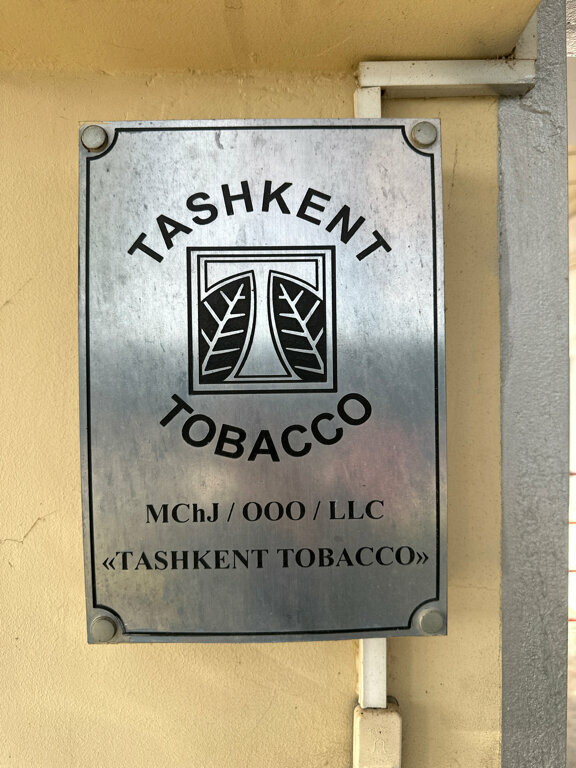 TASHKENT
TOBACCO
MChJ / OOO / LLC
«TASHKENT TOBACCO»